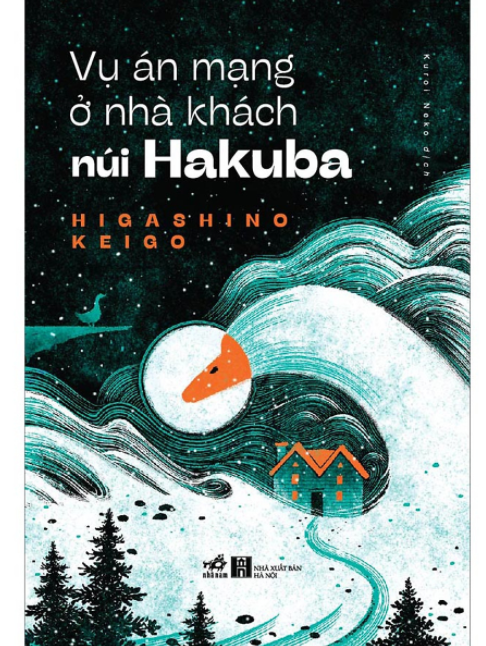 Vụ án mạng
ở nhà khách
núi Hakuba
HIGASHINO
KEIGO
Kuroi Neko dịch
nhã nam
NHÀ XUẤT BẢN
HÀ NỘI